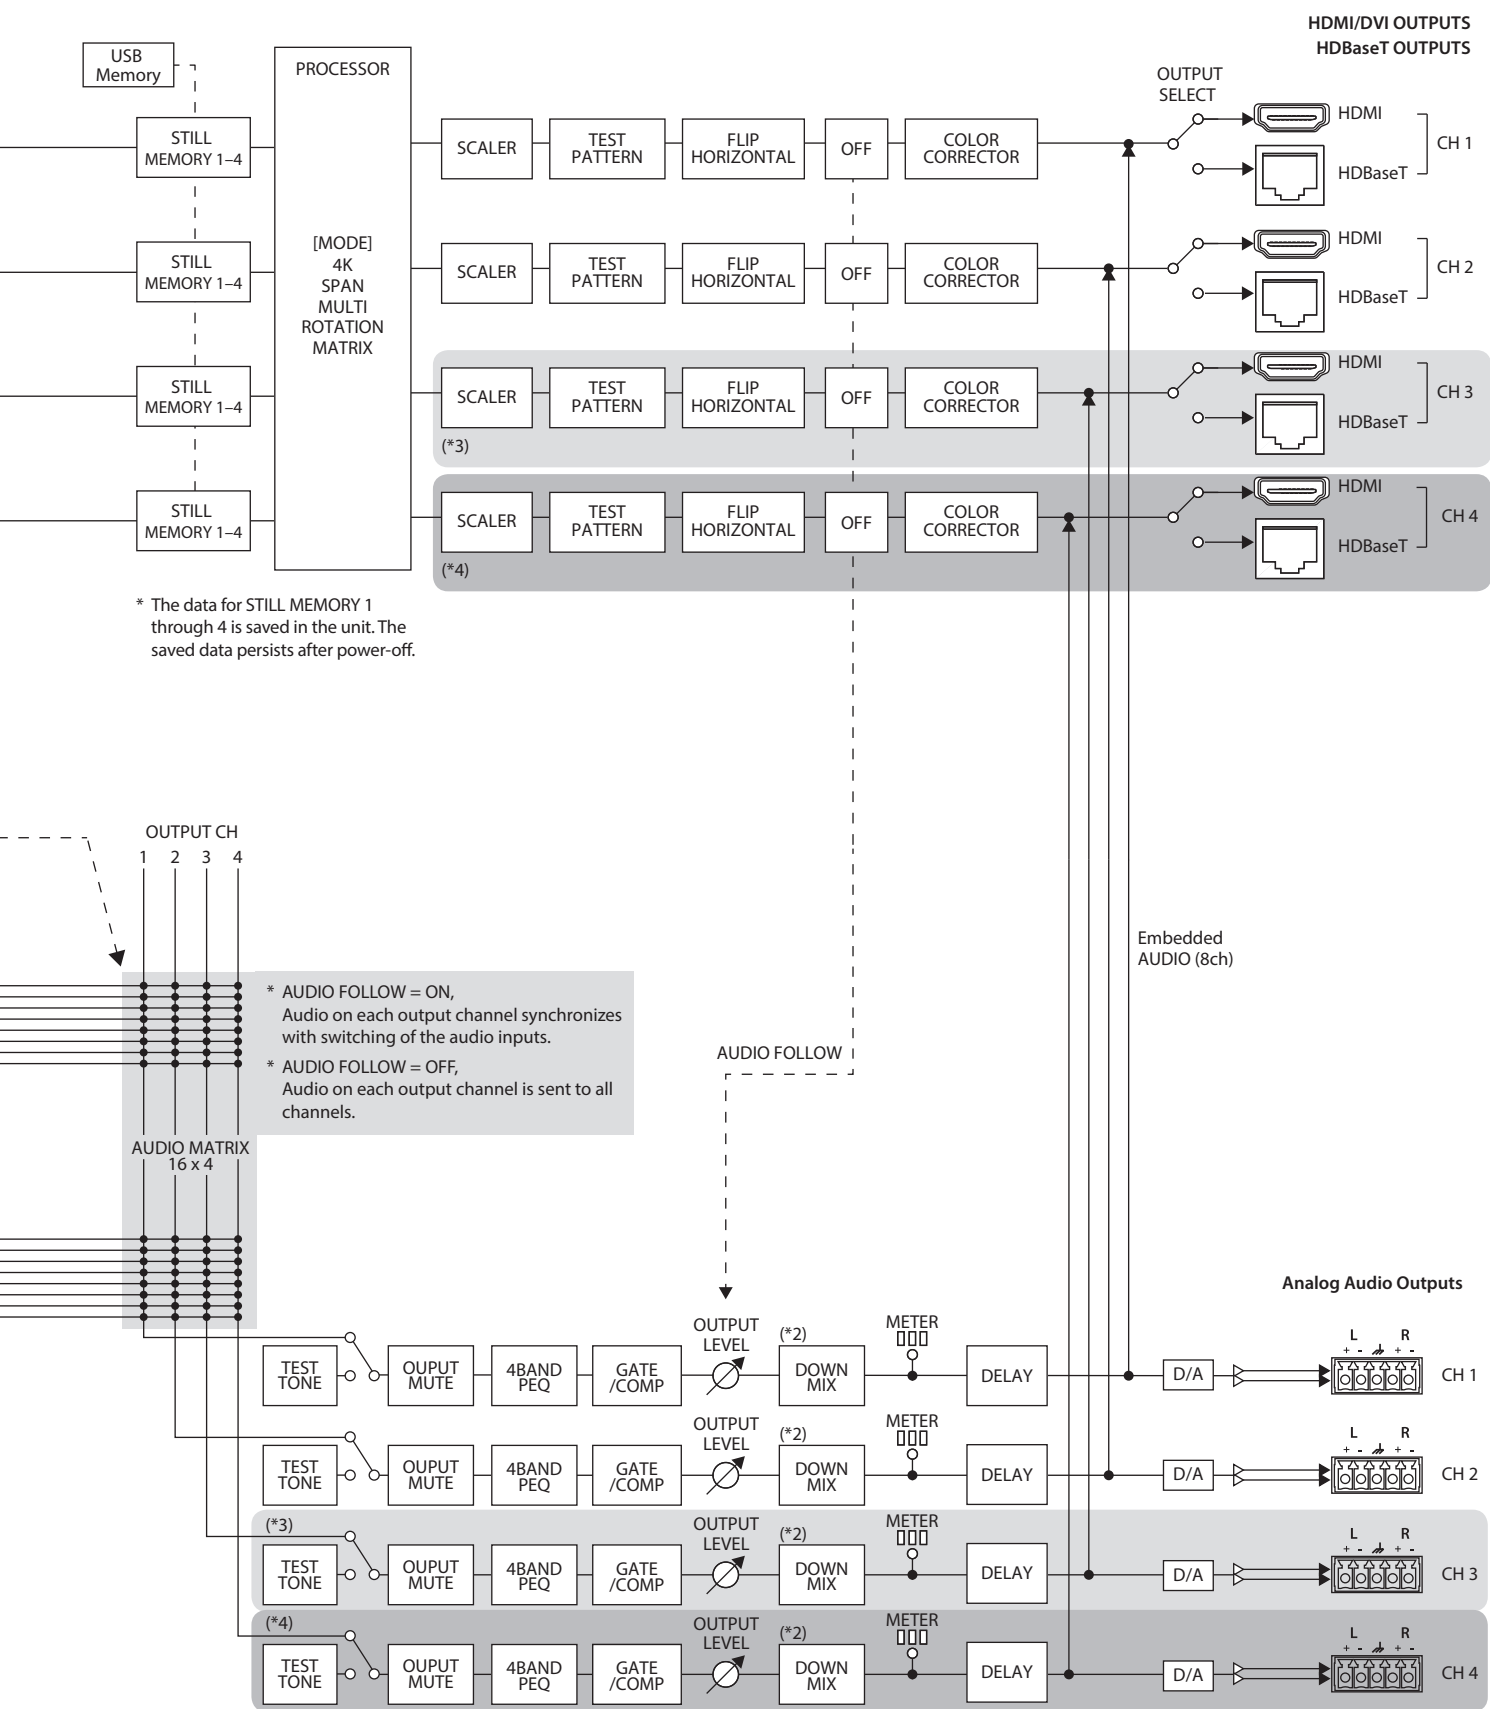 HDMI/DVI OUTPUTS
HDBaseT OUTPUTS
USB
Memory
PROCESSOR
OUTPUT
SELECT
STILL
MEMORY 1–4
SCALER
TEST
PATTERN
FLIP
HORIZONTAL
OFF
COLOR
CORRECTOR
HDMI
HDBaseT
CH 1
[MODE]
4K
SPAN
MULTI
ROTATION
MATRIX
STILL
MEMORY 1–4
SCALER
TEST
PATTERN
FLIP
HORIZONTAL
OFF
COLOR
CORRECTOR
HDMI
HDBaseT
CH 2
STILL
MEMORY 1–4
SCALER
TEST
PATTERN
FLIP
HORIZONTAL
OFF
COLOR
CORRECTOR
HDMI
HDBaseT
CH 3
(*3)
STILL
MEMORY 1–4
SCALER
TEST
PATTERN
FLIP
HORIZONTAL
OFF
COLOR
CORRECTOR
HDMI
HDBaseT
CH 4
(*4)
* The data for STILL MEMORY 1
through 4 is saved in the unit. The
saved data persists after power-off.
OUTPUT CH
1 2 3 4
Embedded
AUDIO (8ch)
* AUDIO FOLLOW = ON,
Audio on each output channel synchronizes
with switching of the audio inputs.
* AUDIO FOLLOW = OFF,
Audio on each output channel is sent to all
channels.
AUDIO FOLLOW
AUDIO MATRIX
16 x 4
Analog Audio Outputs
TEST
TONE
OUPUT
MUTE
4BAND
PEQ
GATE
/COMP
OUTPUT
LEVEL
(*2)
DOWN
MIX
METER
DELAY
D/A
L R
+ - + -
CH 1
TEST
TONE
OUPUT
MUTE
4BAND
PEQ
GATE
/COMP
OUTPUT
LEVEL
(*2)
DOWN
MIX
METER
DELAY
D/A
L R
+ - + -
CH 2
(*3)
TEST
TONE
OUPUT
MUTE
4BAND
PEQ
GATE
/COMP
OUTPUT
LEVEL
(*2)
DOWN
MIX
METER
DELAY
D/A
L R
+ - + -
CH 3
(*4)
TEST
TONE
OUPUT
MUTE
4BAND
PEQ
GATE
/COMP
OUTPUT
LEVEL
(*2)
DOWN
MIX
METER
DELAY
D/A
L R
+ - + -
CH 4